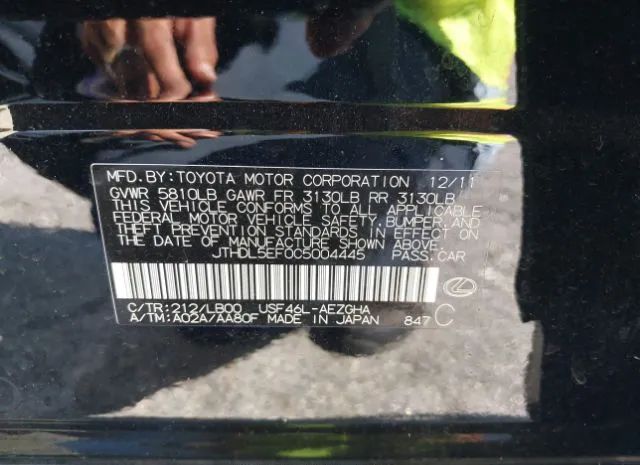 MFD.BY:TOYOTA MOTOR CORPORATION 12/11
GVWR 5810LB GAWR FR 3130LB RR 3130LB
THIS VEHICLE CONFORMS TO ALL APPLICABLE
FEDERAL MOTOR VEHICLE SAFETY, BUMPER, AND
THEFT PREVENTION STANDARDS IN EFFECT ON
THE DATE OF MANUFACTURE SHOWN ABOVE.
JTHDL5EF0C5004445 PASS.CAR
C/TR:212/LB00 USF46L-AEZGHA
A/TM:A02A/AA80F MADE IN JAPAN 847 C